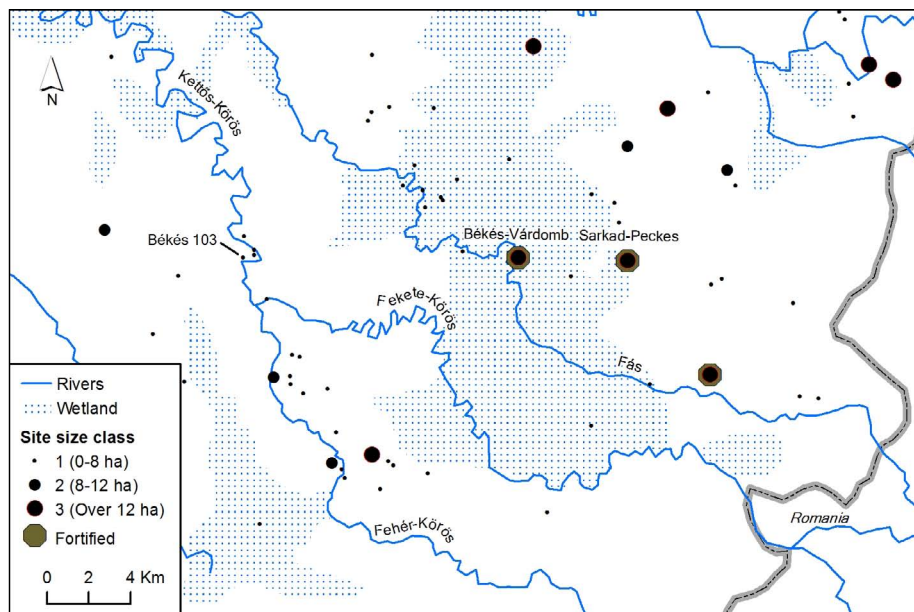 N
Kettős-Körös
Békés 103
Békés-Várdomb
Sarkad-Peckes
Fekete-Körös
Fás
Fehér-Körös
Romania
Rivers
Wetland
Site size class
1 (0-8 ha)
2 (8-12 ha)
3 (Over 12 ha)
Fortified
0 2 4 Km